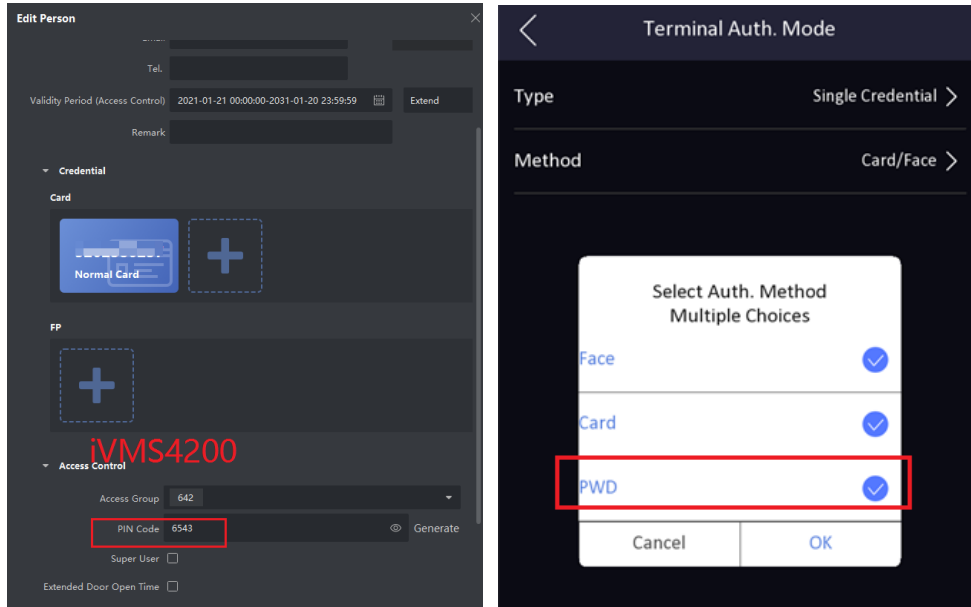 Edit Person
Tel.
Validity Period (Access Control) 2021-01-21 00:00:00-2031-01-20 23:59:59 Extend
Remark
Credential
Card
Normal Card
FP
iVMS4200
Access Control
Access Group 642
PIN Code 6543 Generate
Super User
Extended Door Open Time
Terminal Auth. Mode
Type Single Credential
Method Card/Face
Select Auth. Method
Multiple Choices
Face
Card
PWD
Cancel OK